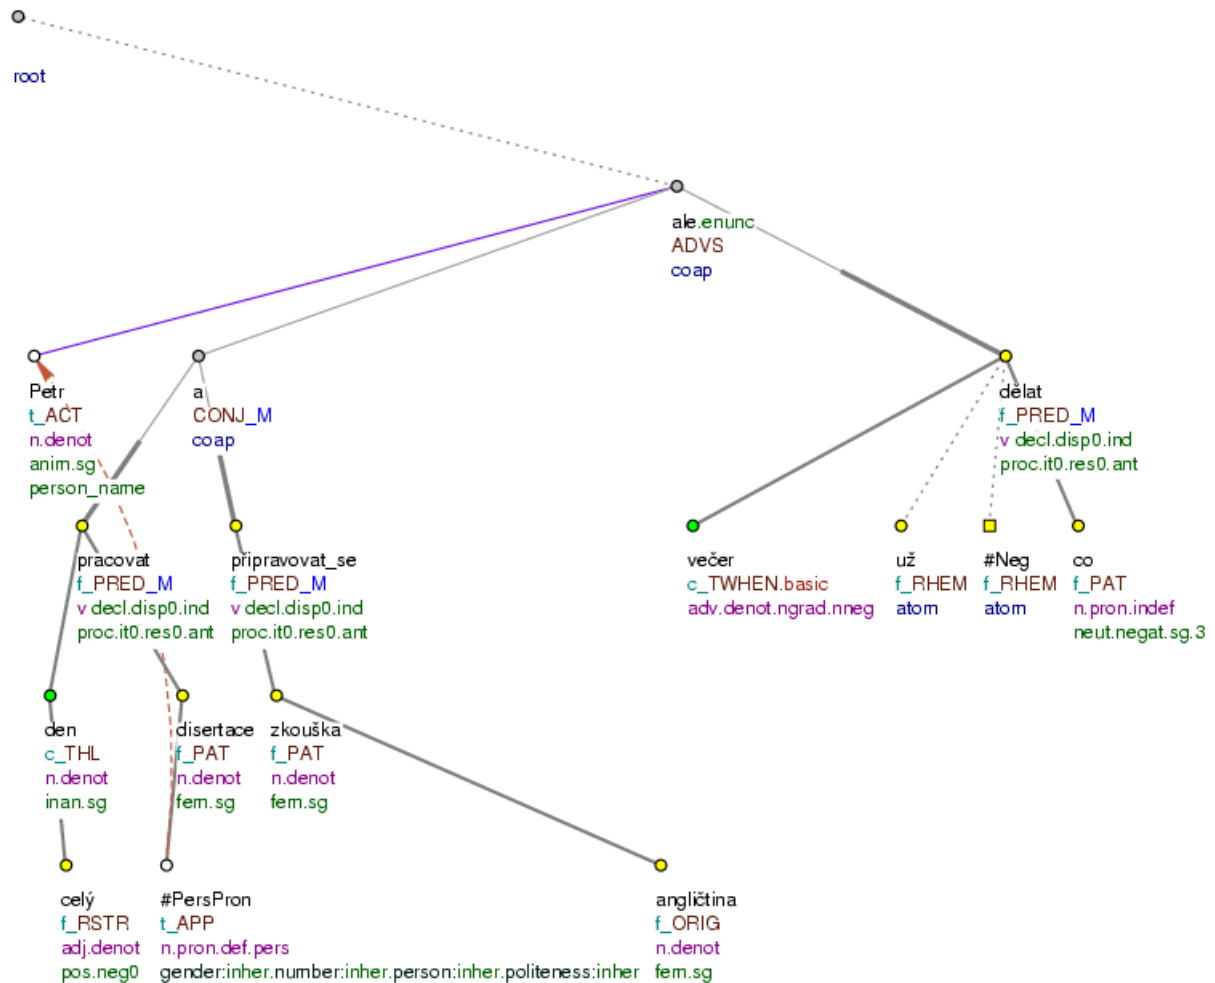 root
ale.enunc
ADVS
coap
Petr
t_ACT
n.denot
anim.sg
person_name
a
CONJ_M
coap
dělat
f_PRED_M
v decl.disp0.ind
proc.it0.res0.ant
pracovat
f_PRED_M
v decl.disp0.ind
proc.it0.res0.ant
připravovat_se
f_PRED_M
v decl.disp0.ind
proc.it0.res0.ant
večer
c_TWHEN.basic
adv.denot.ngrad.nneg
už
f_RHEM
atom
#Neg
f_RHEM
atom
co
f_PAT
n.pron.indef
neut.negat.sg.3
den
c_THL
n.denot
inan.sg
disertace
f_PAT
n.denot
fem.sg
zkouška
f_PAT
n.denot
fem.sg
celý
f_RSTR
adj.denot
pos.neg0
#PersPron
t_APP
n.pron.def.pers
gender:inher.number:inher.person:inher.politeness:inher
angličtina
f_ORIG
n.denot
fem.sg